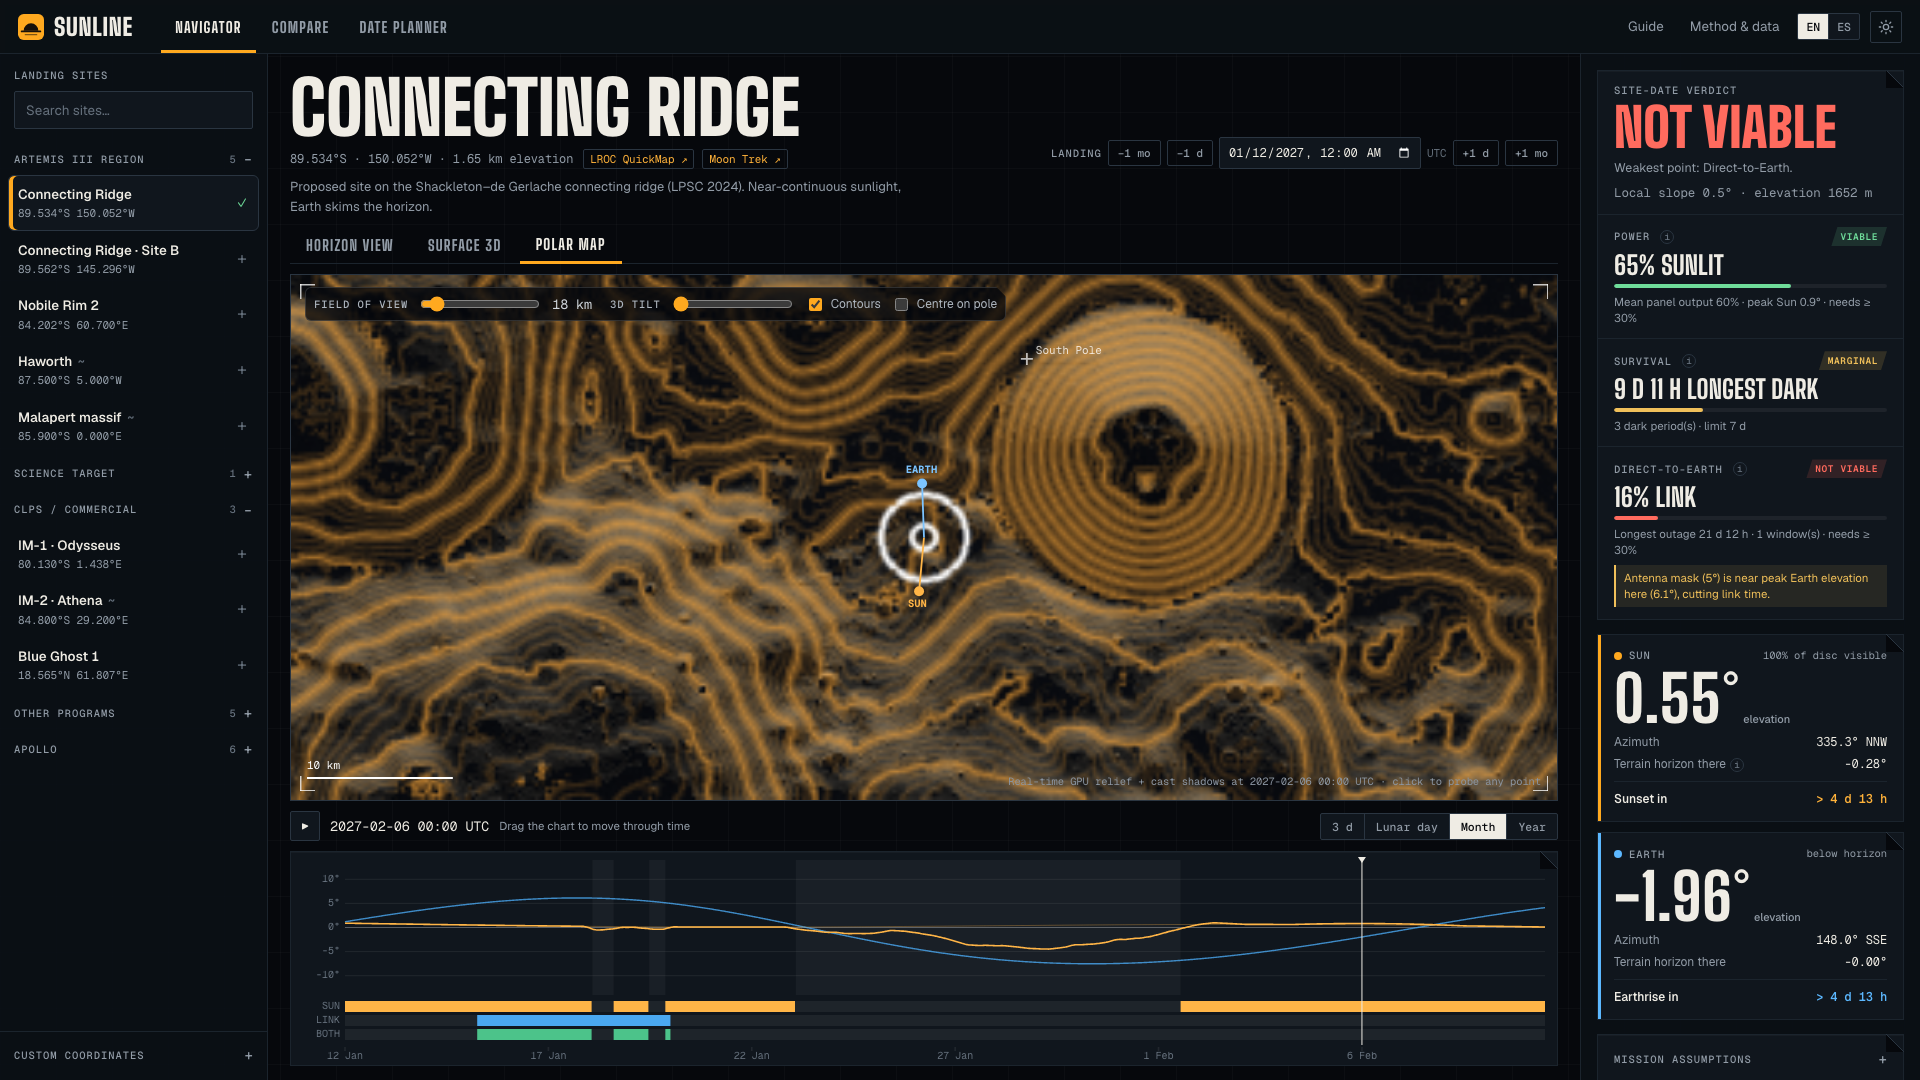 SUNLINE
NAVIGATOR
COMPARE
DATE PLANNER
Guide
Method & data
EN
ES
LANDING SITES
Search sites...
ARTEMIS III REGION 5 −
Connecting Ridge
89.534°S 150.052°W ✓
Connecting Ridge · Site B
89.562°S 145.296°W +
Nobile Rim 2
84.202°S 60.700°E +
Haworth ~
87.500°S 5.000°W +
Malapert massif ~
85.900°S 0.000°E +
SCIENCE TARGET 1 +
CLPS / COMMERCIAL 3 −
IM-1 · Odysseus
80.130°S 1.438°E +
IM-2 · Athena ~
84.800°S 29.200°E +
Blue Ghost 1
18.565°N 61.807°E +
OTHER PROGRAMS 5 +
APOLLO 6 +
CUSTOM COORDINATES +
CONNECTING RIDGE
89.534°S · 150.052°W · 1.65 km elevation LROC QuickMap ↗ Moon Trek ↗
Proposed site on the Shackleton–de Gerlache connecting ridge (LPSC 2024). Near-continuous sunlight,
Earth skims the horizon.
LANDING −1 mo −1 d 01/12/2027, 12:00 AM UTC +1 d +1 mo
HORIZON VIEW
SURFACE 3D
POLAR MAP
FIELD OF VIEW 18 km 3D TILT Contours Centre on pole
South Pole
EARTH
SUN
10 km
Real-time GPU relief + cast shadows at 2027-02-06 00:00 UTC · click to probe any point
2027-02-06 00:00 UTC Drag the chart to move through time
3 d Lunar day Month Year
10°
5°
0°
−5°
−10°
SUN
LINK
BOTH
12 Jan 17 Jan 22 Jan 27 Jan 1 Feb 6 Feb
SITE-DATE VERDICT
NOT VIABLE
Weakest point: Direct-to-Earth.
Local slope 0.5° · elevation 1652 m
POWER i VIABLE
65% SUNLIT
Mean panel output 60% · peak Sun 0.9° · needs ≥
30%
SURVIVAL i MARGINAL
9 D 11 H LONGEST DARK
3 dark period(s) · limit 7 d
DIRECT-TO-EARTH i NOT VIABLE
16% LINK
Longest outage 21 d 12 h · 1 window(s) · needs ≥
30%
Antenna mask (5°) is near peak Earth elevation
here (6.1°), cutting link time.
SUN 100% of disc visible
0.55° elevation
Azimuth 335.3° NNW
Terrain horizon there i −0.28°
Sunset in > 4 d 13 h
EARTH below horizon
−1.96° elevation
Azimuth 148.0° SSE
Terrain horizon there −0.00°
Earthrise in > 4 d 13 h
MISSION ASSUMPTIONS +